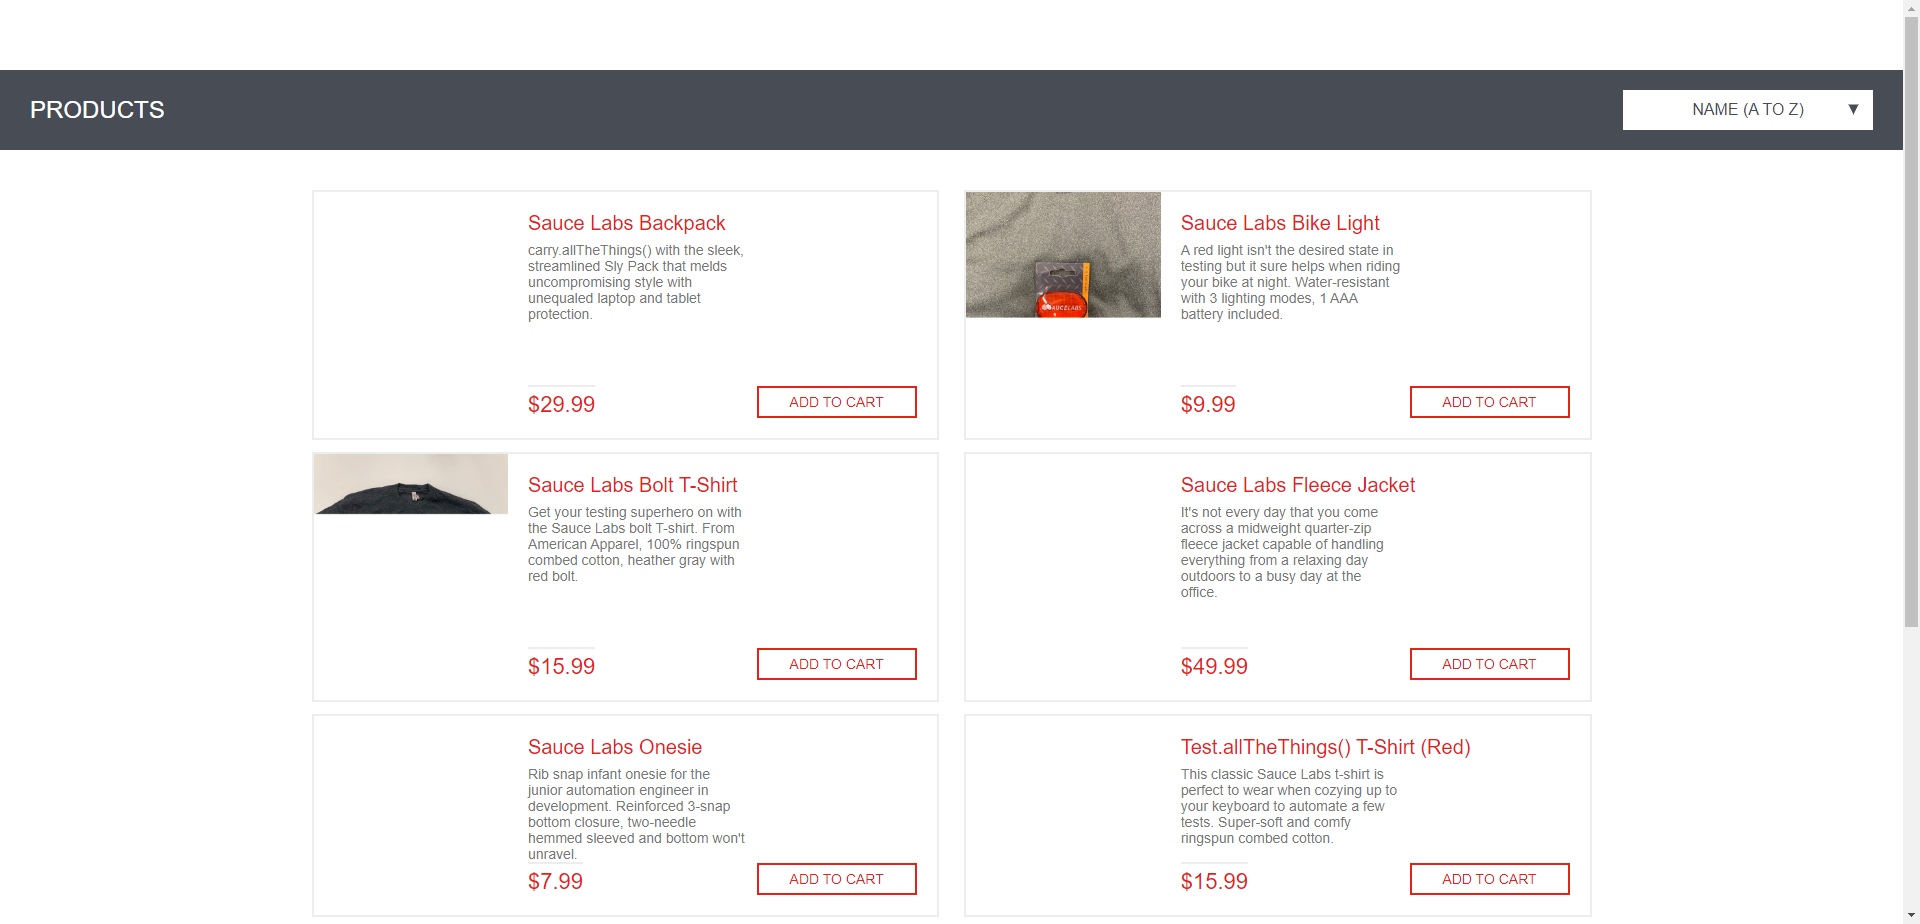 PRODUCTS
NAME (A TO Z)
Sauce Labs Backpack
carry.allTheThings() with the sleek,
streamlined Sly Pack that melds
uncompromising style with
unequaled laptop and tablet
protection.
$29.99
ADD TO CART
SAUCELABS
Sauce Labs Bike Light
A red light isn't the desired state in
testing but it sure helps when riding
your bike at night. Water-resistant
with 3 lighting modes, 1 AAA
battery included.
$9.99
ADD TO CART
Sauce Labs Bolt T-Shirt
Get your testing superhero on with
the Sauce Labs bolt T-shirt. From
American Apparel, 100% ringspun
combed cotton, heather gray with
red bolt.
$15.99
ADD TO CART
Sauce Labs Fleece Jacket
It's not every day that you come
across a midweight quarter-zip
fleece jacket capable of handling
everything from a relaxing day
outdoors to a busy day at the
office.
$49.99
ADD TO CART
Sauce Labs Onesie
Rib snap infant onesie for the
junior automation engineer in
development. Reinforced 3-snap
bottom closure, two-needle
hemmed sleeved and bottom won't
unravel.
$7.99
ADD TO CART
Test.allTheThings() T-Shirt (Red)
This classic Sauce Labs t-shirt is
perfect to wear when cozying up to
your keyboard to automate a few
tests. Super-soft and comfy
ringspun combed cotton.
$15.99
ADD TO CART